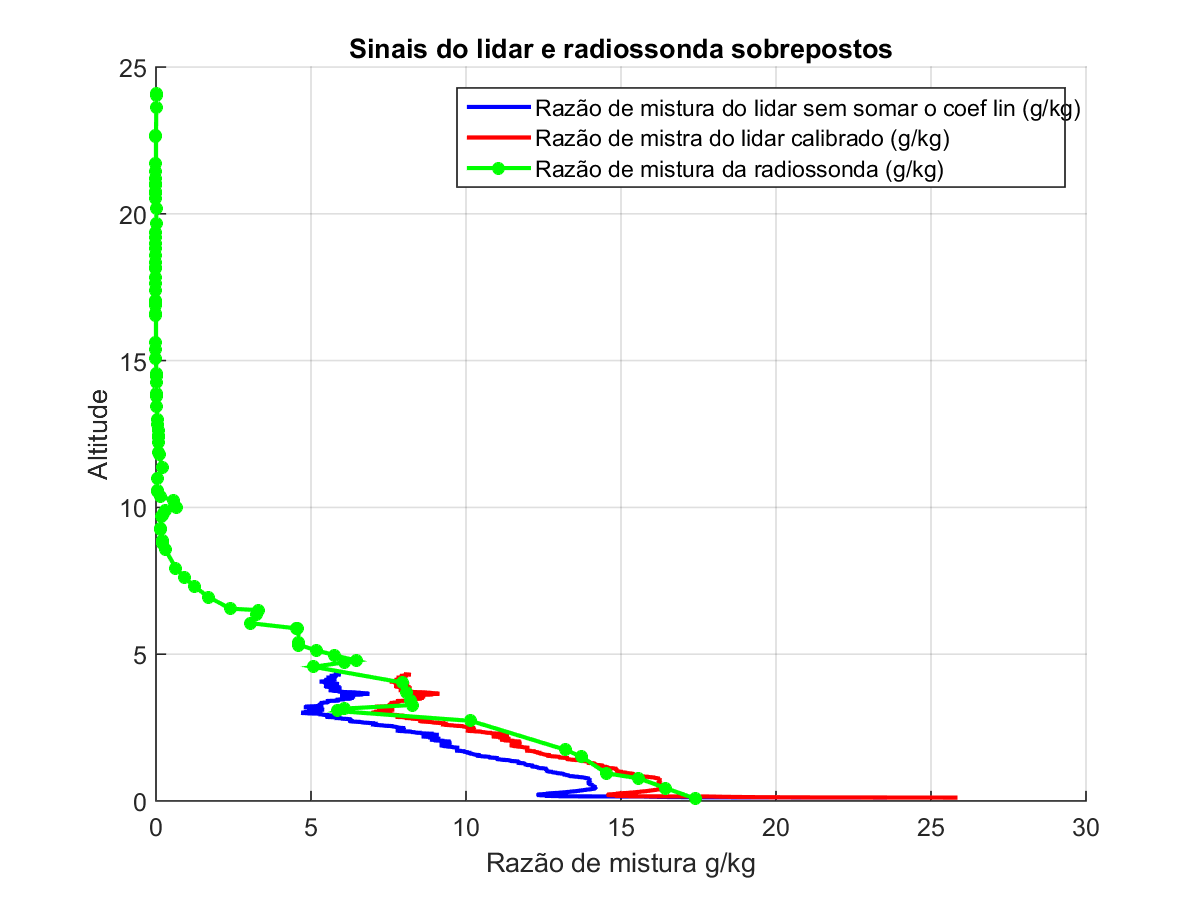 Sinais do lidar e radiossonda sobrepostos
25
Razão de mistura do lidar sem somar o coef lin (g/kg)
Razão de mistra do lidar calibrado (g/kg)
Razão de mistura da radiossonda (g/kg)
20
15
Altitude
10
5
0
0 5 10 15 20 25 30
Razão de mistura g/kg